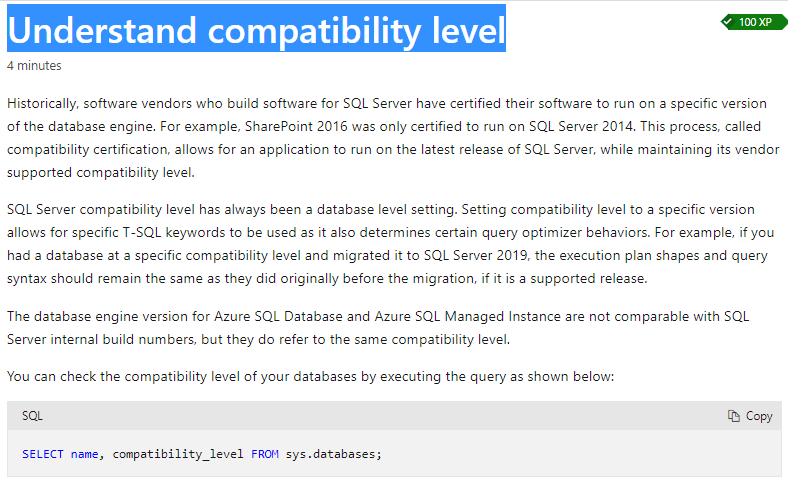 Understand compatibility level
100 XP
4 minutes
Historically, software vendors who build software for SQL Server have certified their software to run on a specific version
of the database engine. For example, SharePoint 2016 was only certified to run on SQL Server 2014. This process, called
compatibility certification, allows for an application to run on the latest release of SQL Server, while maintaining its vendor
supported compatibility level.
SQL Server compatibility level has always been a database level setting. Setting compatibility level to a specific version
allows for specific T-SQL keywords to be used as it also determines certain query optimizer behaviors. For example, if you
had a database at a specific compatibility level and migrated it to SQL Server 2019, the execution plan shapes and query
syntax should remain the same as they did originally before the migration, if it is a supported release.
The database engine version for Azure SQL Database and Azure SQL Managed Instance are not comparable with SQL
Server internal build numbers, but they do refer to the same compatibility level.
You can check the compatibility level of your databases by executing the query as shown below:
SQL
Copy
SELECT name, compatibility_level FROM sys.databases;